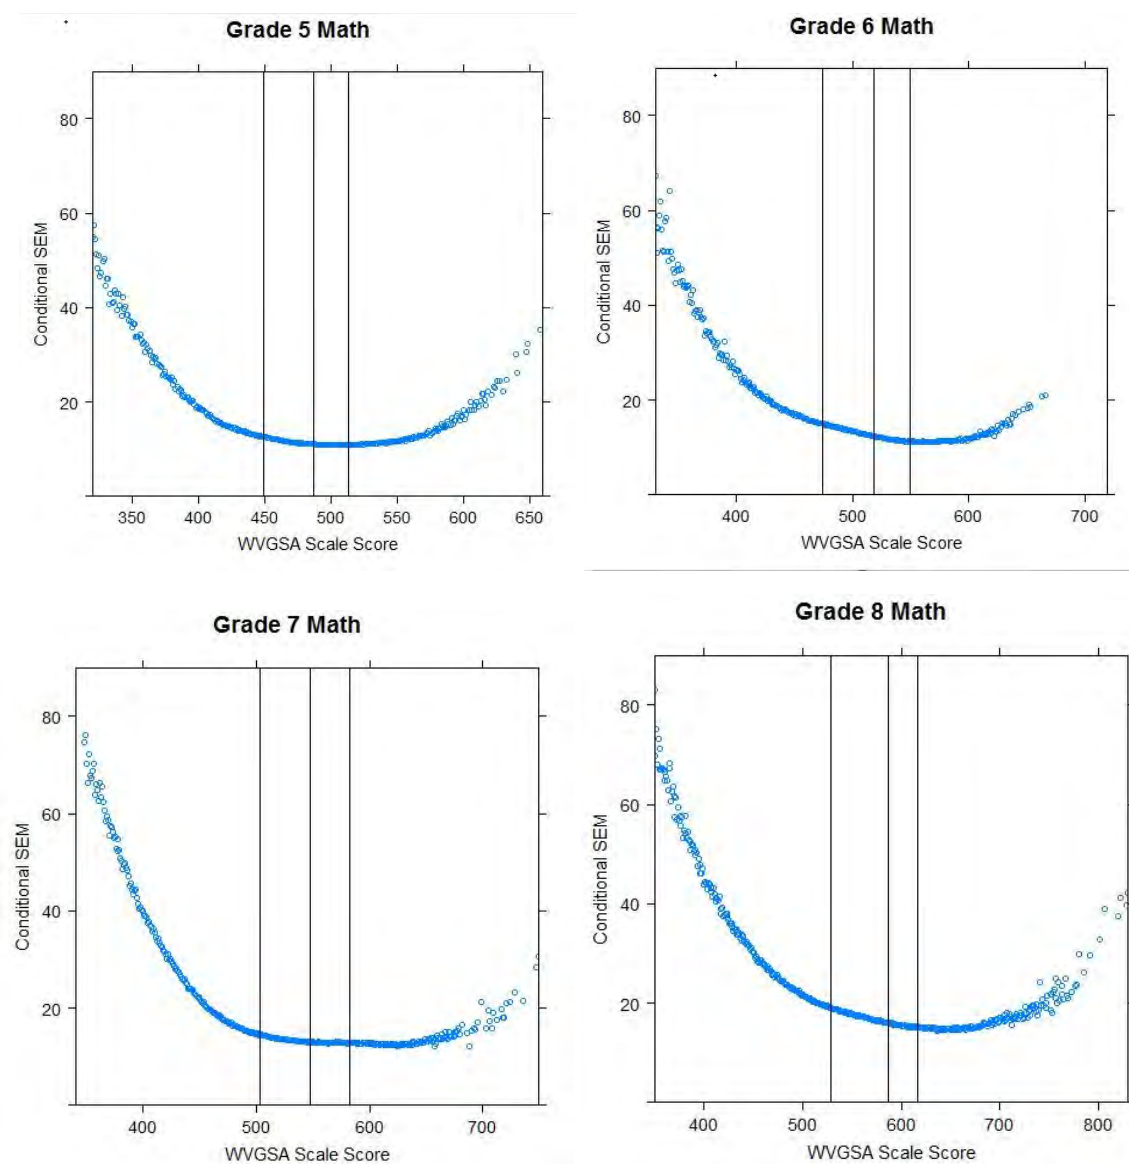 Grade 5 Math
80
60
40
20
Conditional SEM
350 400 450 500 550 600 650
WVGSA Scale Score
Grade 6 Math
80
60
40
20
Conditional SEM
400 500 600 700
WVGSA Scale Score
Grade 7 Math
80
60
40
20
Conditional SEM
400 500 600 700
WVGSA Scale Score
Grade 8 Math
80
60
40
20
Conditional SEM
400 500 600 700 800
WVGSA Scale Score